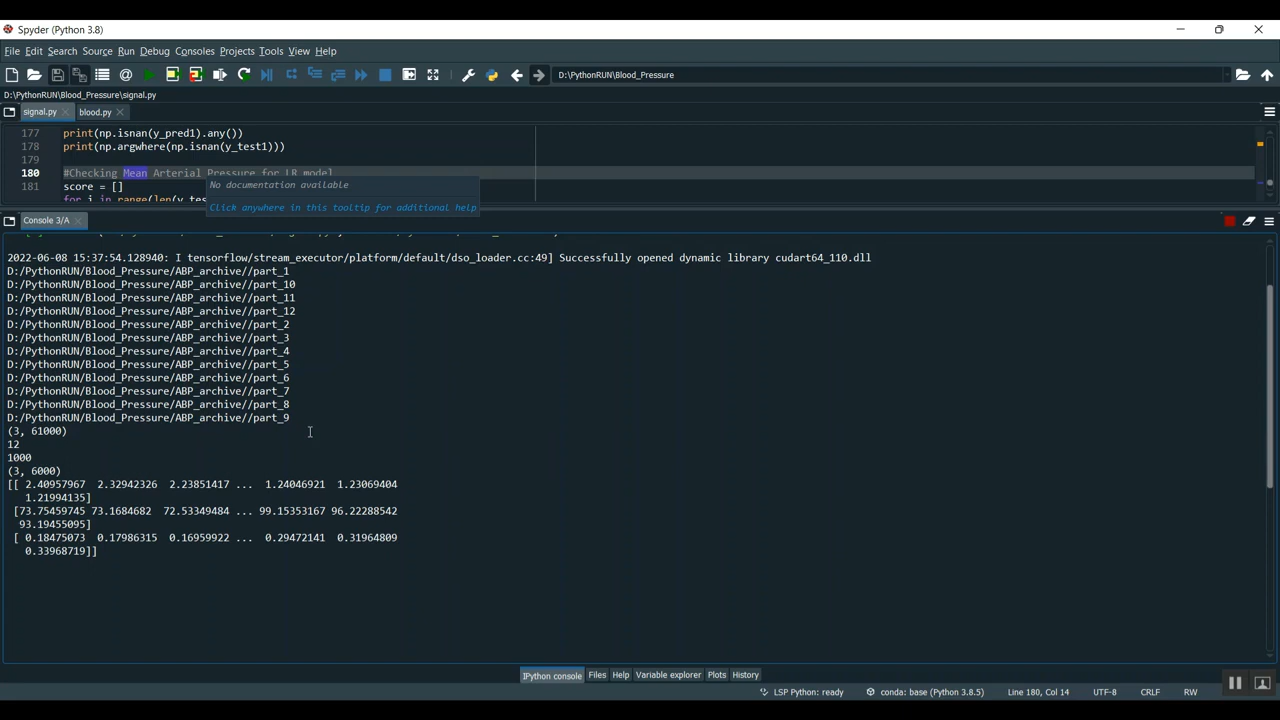 Spyder (Python 3.8)
File Edit Search Source Run Debug Consoles Projects Tools View Help
D:\PythonRUN\Blood_Pressure
D:\PythonRUN\Blood_Pressure\signal.py
signal.py blood.py
177 print(np.isnan(y_pred1).any())
178 print(np.argwhere(np.isnan(y_test1)))
179
180 #Checking Mean Arterial Pressure for LR model
No documentation available
181 score = []
for i in range(len(y_tes
Click anywhere in this tooltip for additional help
Console 3/A
2022-06-08 15:37:54.128940: I tensorflow/stream_executor/platform/default/dso_loader.cc:49] Successfully opened dynamic library cudart64_110.dll
D:/PythonRUN/Blood_Pressure/ABP_archive//part_1
D:/PythonRUN/Blood_Pressure/ABP_archive//part_10
D:/PythonRUN/Blood_Pressure/ABP_archive//part_11
D:/PythonRUN/Blood_Pressure/ABP_archive//part_12
D:/PythonRUN/Blood_Pressure/ABP_archive//part_2
D:/PythonRUN/Blood_Pressure/ABP_archive//part_3
D:/PythonRUN/Blood_Pressure/ABP_archive//part_4
D:/PythonRUN/Blood_Pressure/ABP_archive//part_5
D:/PythonRUN/Blood_Pressure/ABP_archive//part_6
D:/PythonRUN/Blood_Pressure/ABP_archive//part_7
D:/PythonRUN/Blood_Pressure/ABP_archive//part_8
D:/PythonRUN/Blood_Pressure/ABP_archive//part_9
(3, 61000)
12
1000
(3, 6000)
[[ 2.40957967 2.32942326 2.23851417 ... 1.24046921 1.23069404
1.21994135]
[73.75459745 73.1684682 72.53349484 ... 99.15353167 96.22288542
93.19455095]
[ 0.18475073 0.17986315 0.16959922 ... 0.29472141 0.31964809
0.33968719]]
IPython console Files Help Variable explorer Plots History
LSP Python: ready conda: base (Python 3.8.5) Line 180, Col 14 UTF-8 CRLF RW